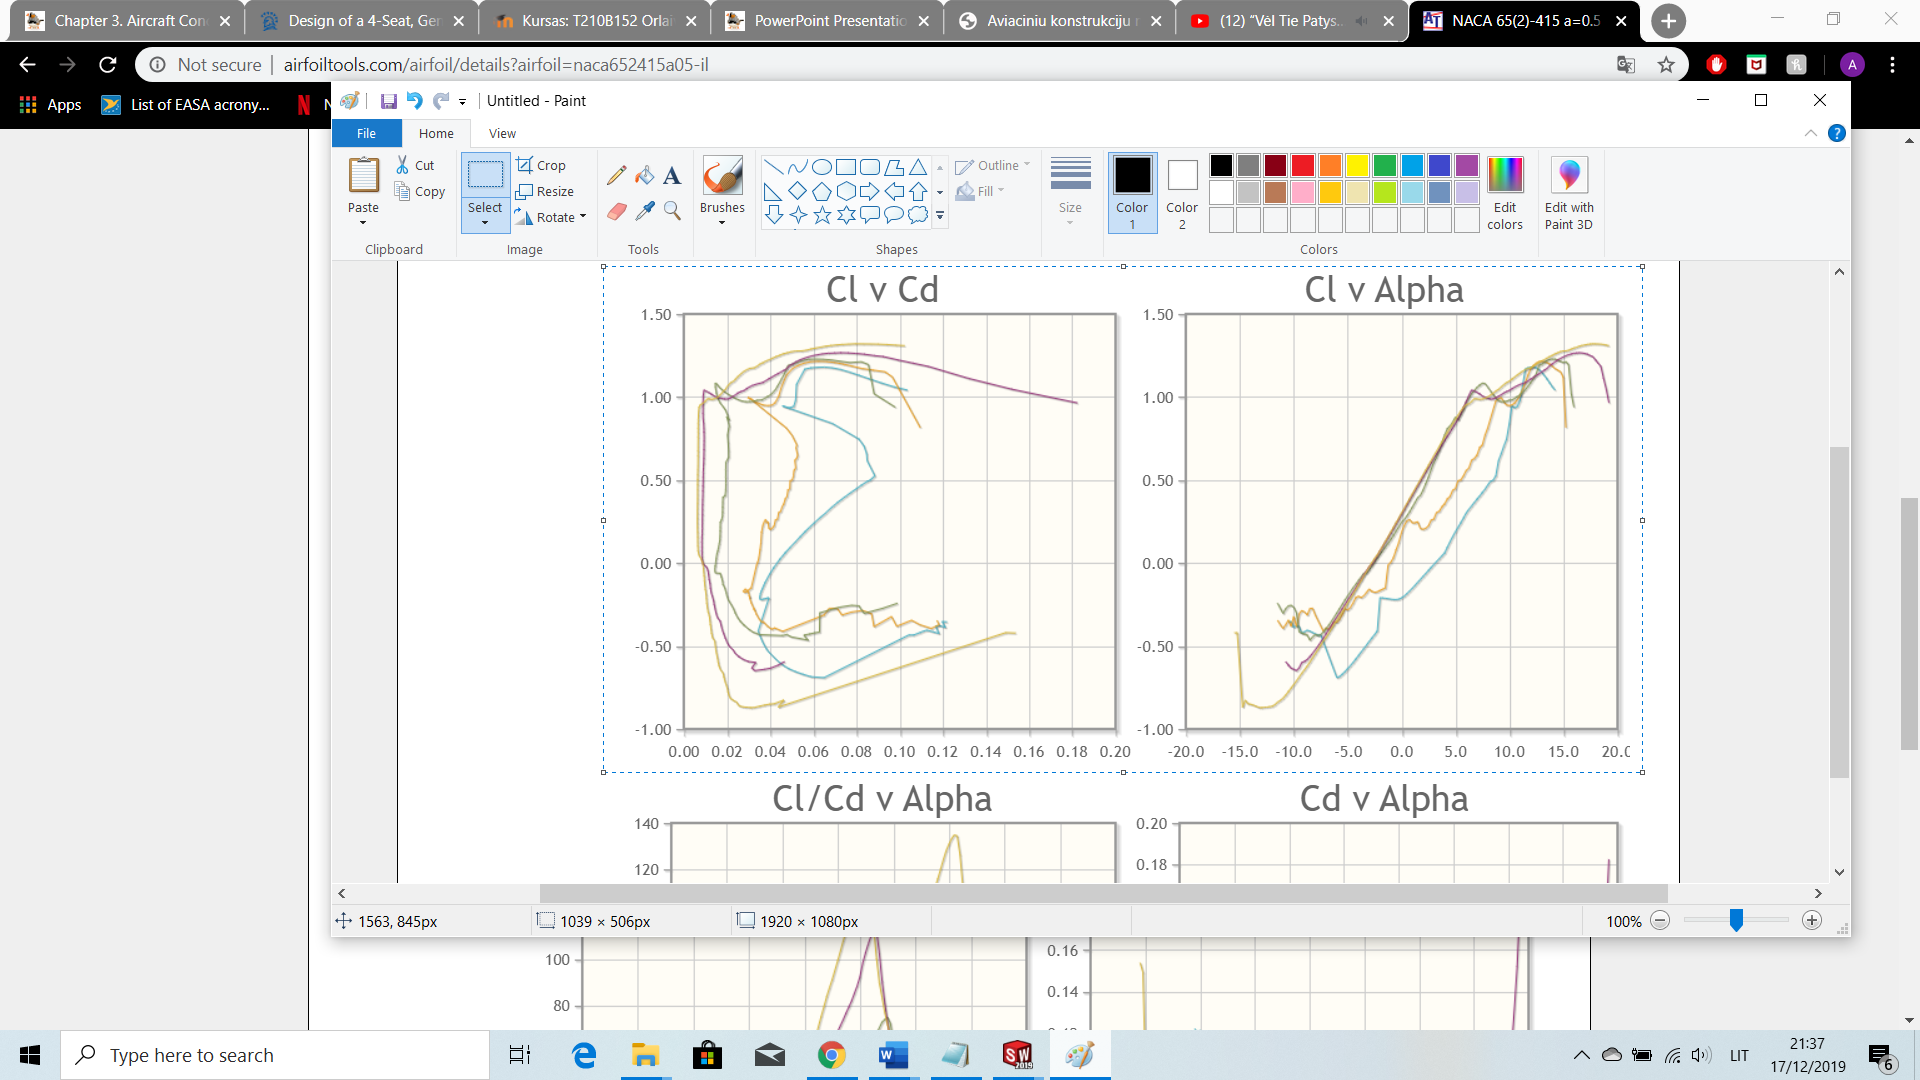 Chapter 3. Aircraft Con
Design of a 4-Seat, Gen
Kursas: T210B152 Orlai
PowerPoint Presentatio
Aviaciniu konstrukciju
(12) “Vėl Tie Patys..
NACA 65(2)-415 a=0.5
Not secure | airfoiltools.com/airfoil/details?airfoil=naca652415a05-il
A
Apps
List of EASA acrony...
Untitled - Paint
File
Home
View
Paste
Cut
Copy
Clipboard
Select
Crop
Resize
Rotate
Image
Tools
Brushes
Shapes
Outline
Fill
Size
Color 1
Color 2
Colors
Edit colors
Edit with Paint 3D
Cl v Cd
1.50
1.00
0.50
0.00
-0.50
-1.00
0.00 0.02 0.04 0.06 0.08 0.10 0.12 0.14 0.16 0.18 0.20
Cl v Alpha
1.50
1.00
0.50
0.00
-0.50
-1.00
-20.0 -15.0 -10.0 -5.0 0.0 5.0 10.0 15.0 20.0
Cl/Cd v Alpha
140
120
Cd v Alpha
0.20
0.18
1563, 845px
1039 × 506px
1920 × 1080px
100%
100
80
0.16
0.14
Type here to search
SW
2019
LIT
21:37
17/12/2019
6